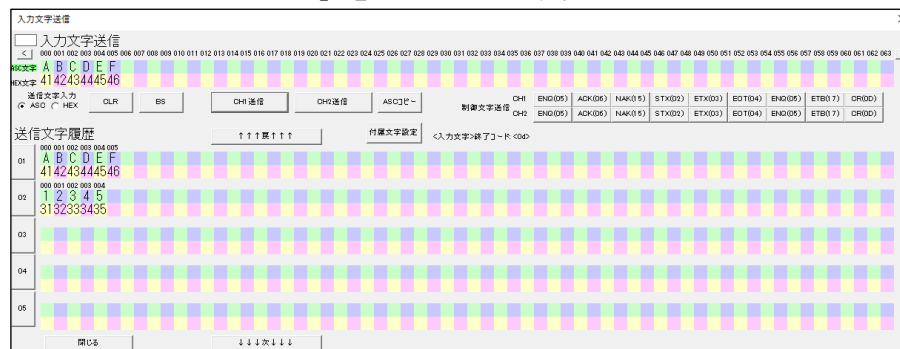 入力文字送信
入力文字送信
< 000 001 002 003 004 005 006 007 008 009 010 011 012 013 014 015 016 017 018 019 020 021 022 023 024 025 026 027 028 029 030 031 032 033 034 035 036 037 038 039 040 041 042 043 044 045 046 047 048 049 050 051 052 053 054 055 056 057 058 059 060 061 062 063
ASC文字 A B C D E F
HEX文字 414243444546
送信文字入力
ASC HEX CLR BS CH1送信 CH2送信 ASCコピー
制御文字送信
CH1 ENQ(05) ACK(06) NAK(15) STX(02) ETX(03) EOT(04) ENQ(05) ETB(17) CR(0D)
CH2 ENQ(05) ACK(06) NAK(15) STX(02) ETX(03) EOT(04) ENQ(05) ETB(17) CR(0D)
送信文字履歴 ↑↑↑戻↑↑↑ 付属文字設定 <入力文字>終了コード<04>
000 001 002 003 004 005
01 A B C D E F
414243444546
000 001 002 003 004
02 1 2 3 4 5
3132333435
03
04
05
閉じる ↓↓↓次↓↓↓